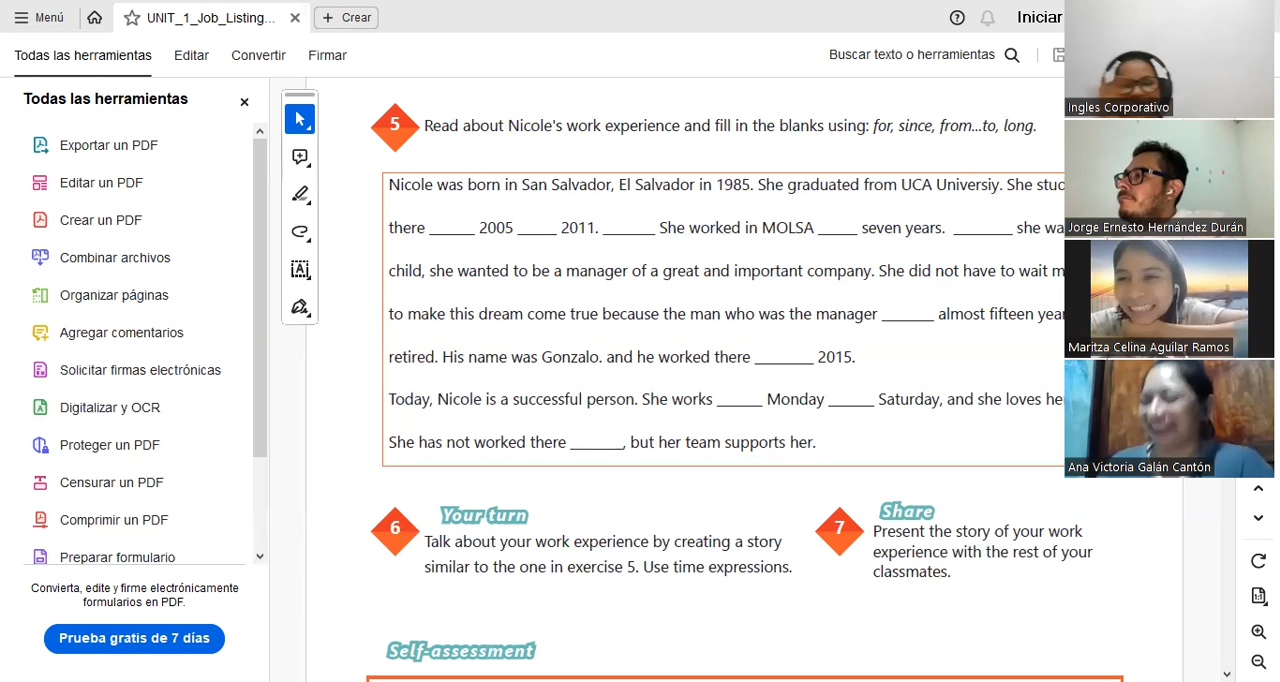 Menú
UNIT_1_Job_Listing...
Crear
Iniciar
Todas las herramientas
Editar
Convertir
Firmar
Buscar texto o herramientas
Todas las herramientas
Exportar un PDF
Editar un PDF
Crear un PDF
Combinar archivos
Organizar páginas
Agregar comentarios
Solicitar firmas electrónicas
Digitalizar y OCR
Proteger un PDF
Censurar un PDF
Comprimir un PDF
Preparar formulario
Convierta, edite y firme electrónicamente
formularios en PDF.
Prueba gratis de 7 días
5 Read about Nicole's work experience and fill in the blanks using: for, since, from...to, long.
Nicole was born in San Salvador, El Salvador in 1985. She graduated from UCA Universiy. She stud
there ______ 2005 _____ 2011. _______ She worked in MOLSA _____ seven years. ________ she wa
child, she wanted to be a manager of a great and important company. She did not have to wait m
to make this dream come true because the man who was the manager _______ almost fifteen year
retired. His name was Gonzalo. and he worked there ________ 2015.
Today, Nicole is a successful person. She works ______ Monday ______ Saturday, and she loves he
She has not worked there _______, but her team supports her.
6 Your turn
Talk about your work experience by creating a story
similar to the one in exercise 5. Use time expressions.
7 Share
Present the story of your work
experience with the rest of your
classmates.
Self-assessment
Ingles Corporativo
Jorge Ernesto Hernández Durán
Maritza Celina Aguilar Ramos
Ana Victoria Galán Cantón
1:1